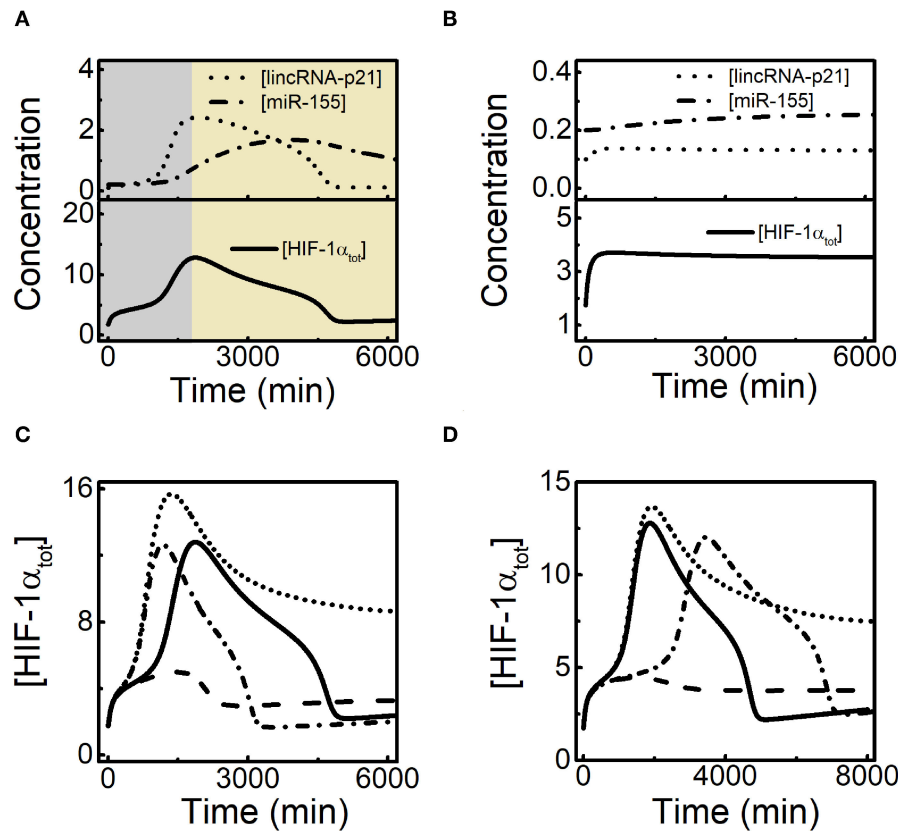 A
4
2
0
[lincRNA-p21]
[miR-155]
20
10
0
[HIF-1αtot]
Concentration
0 3000 6000
Time (min)
B
0.4
0.2
0.0
[lincRNA-p21]
[miR-155]
5
3
1
[HIF-1αtot]
Concentration
0 3000 6000
Time (min)
C
16
8
0
[HIF-1αtot]
0 3000 6000
Time (min)
D
15
10
5
0
[HIF-1αtot]
0 4000 8000
Time (min)